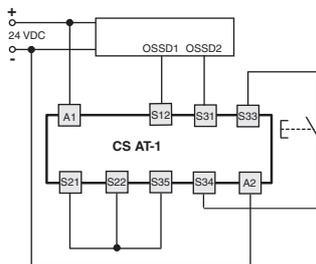 +
24 VDC
-
OSSD1 OSSD2
A1 S12 S31 S33
CS AT-1
S21 S22 S35 S34 A2